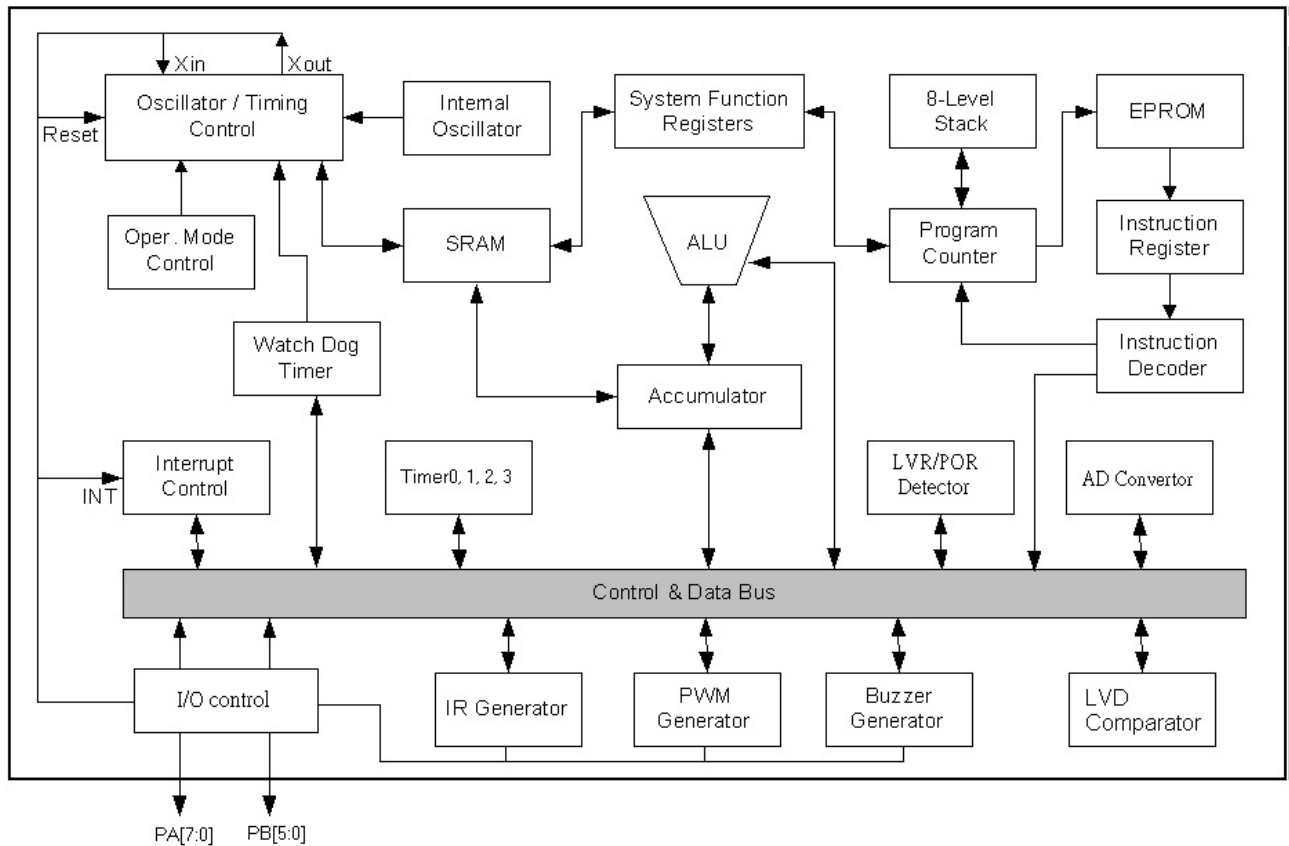 Xin
Xout
Oscillator / Timing
Control
Reset
Internal
Oscillator
System Function
Registers
8-Level
Stack
EPROM
Oper. Mode
Control
SRAM
ALU
Program
Counter
Instruction
Register
Watch Dog
Timer
Accumulator
Instruction
Decoder
Interrupt
Control
INT
Timer0, 1, 2, 3
LVR/POR
Detector
AD Convertor
Control & Data Bus
I/O control
IR Generator
PWM
Generator
Buzzer
Generator
LVD
Comparator
PA[7:0]
PB[5:0]